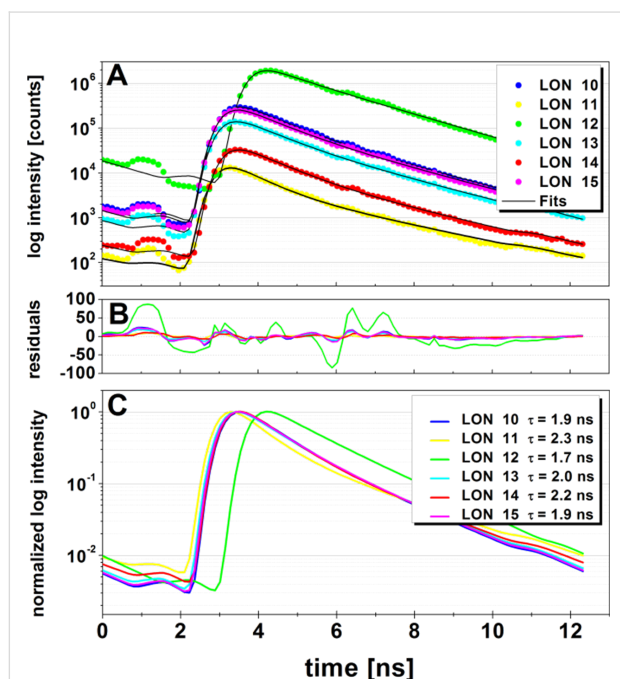 A
log intensity [counts]
10⁶
10⁵
10⁴
10³
10²
LON 10
LON 11
LON 12
LON 13
LON 14
LON 15
Fits
B
residuals
100
50
0
-50
-100
C
normalized log intensity
10⁰
10⁻¹
10⁻²
LON 10 τ = 1.9 ns
LON 11 τ = 2.3 ns
LON 12 τ = 1.7 ns
LON 13 τ = 2.0 ns
LON 14 τ = 2.2 ns
LON 15 τ = 1.9 ns
0 2 4 6 8 10 12
time [ns]